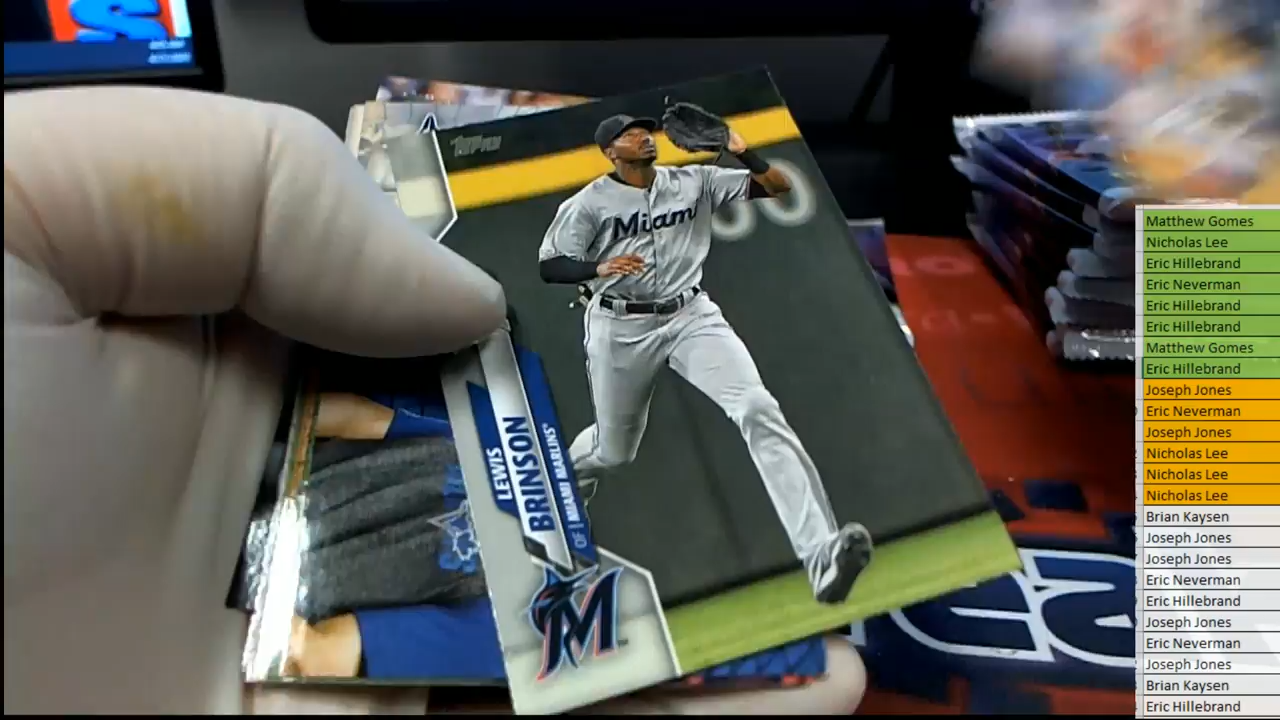 TOPPS
Miami
LEWIS
BRINSON
OF | MIAMI MARLINS
M
Matthew Gomes
Nicholas Lee
Eric Hillebrand
Eric Neverman
Eric Hillebrand
Eric Hillebrand
Matthew Gomes
Eric Hillebrand
Joseph Jones
Eric Neverman
Joseph Jones
Nicholas Lee
Nicholas Lee
Nicholas Lee
Brian Kaysen
Joseph Jones
Joseph Jones
Eric Neverman
Eric Hillebrand
Joseph Jones
Eric Neverman
Joseph Jones
Brian Kaysen
Eric Hillebrand